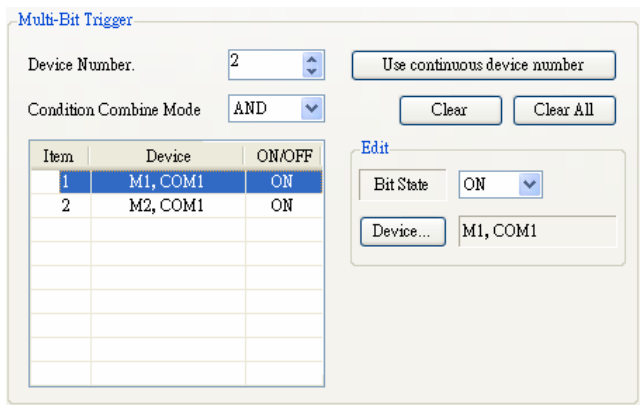 Multi-Bit Trigger
Device Number. 2 Use continuous device number
Condition Combine Mode AND Clear Clear All
Item Device ON/OFF
1 M1, COM1 ON
2 M2, COM1 ON
Edit
Bit State ON
Device... M1, COM1